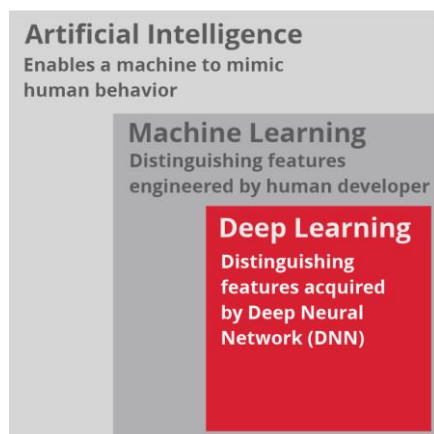 Artificial Intelligence
Enables a machine to mimic
human behavior
Machine Learning
Distinguishing features
engineered by human developer
Deep Learning
Distinguishing
features acquired
by Deep Neural
Network (DNN)